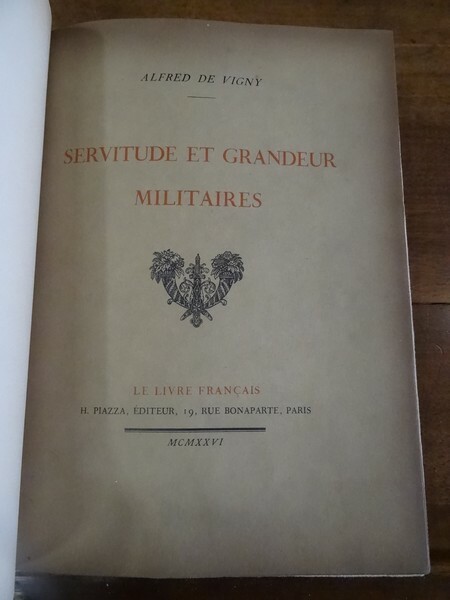 ALFRED DE VIGNY
SERVITUDE ET GRANDEUR
MILITAIRES
LE LIVRE FRANÇAIS
H. PIAZZA, ÉDITEUR, 19, RUE BONAPARTE, PARIS
MCMXXVI